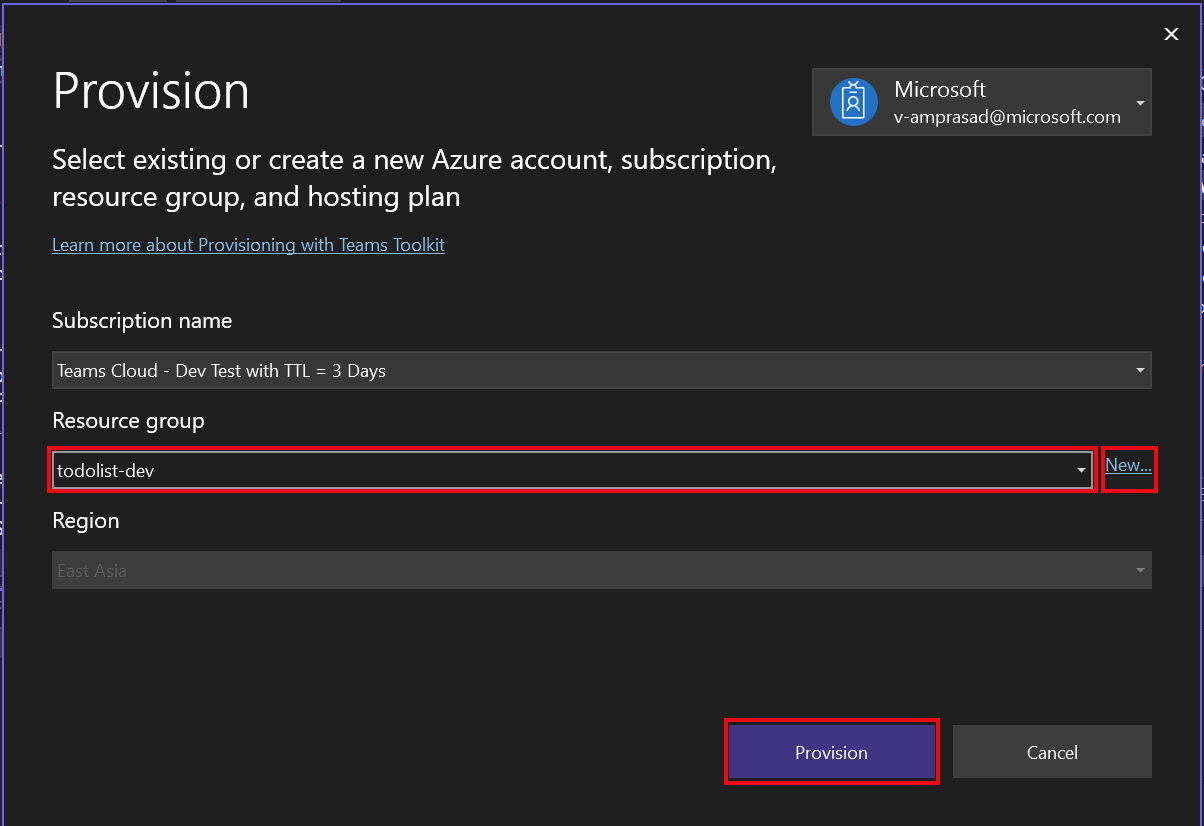 Provision
Microsoft
v-amprasad@microsoft.com
Select existing or create a new Azure account, subscription,
resource group, and hosting plan
Learn more about Provisioning with Teams Toolkit
Subscription name
Teams Cloud - Dev Test with TTL = 3 Days
Resource group
todolist-dev
New...
Region
East Asia
Provision
Cancel